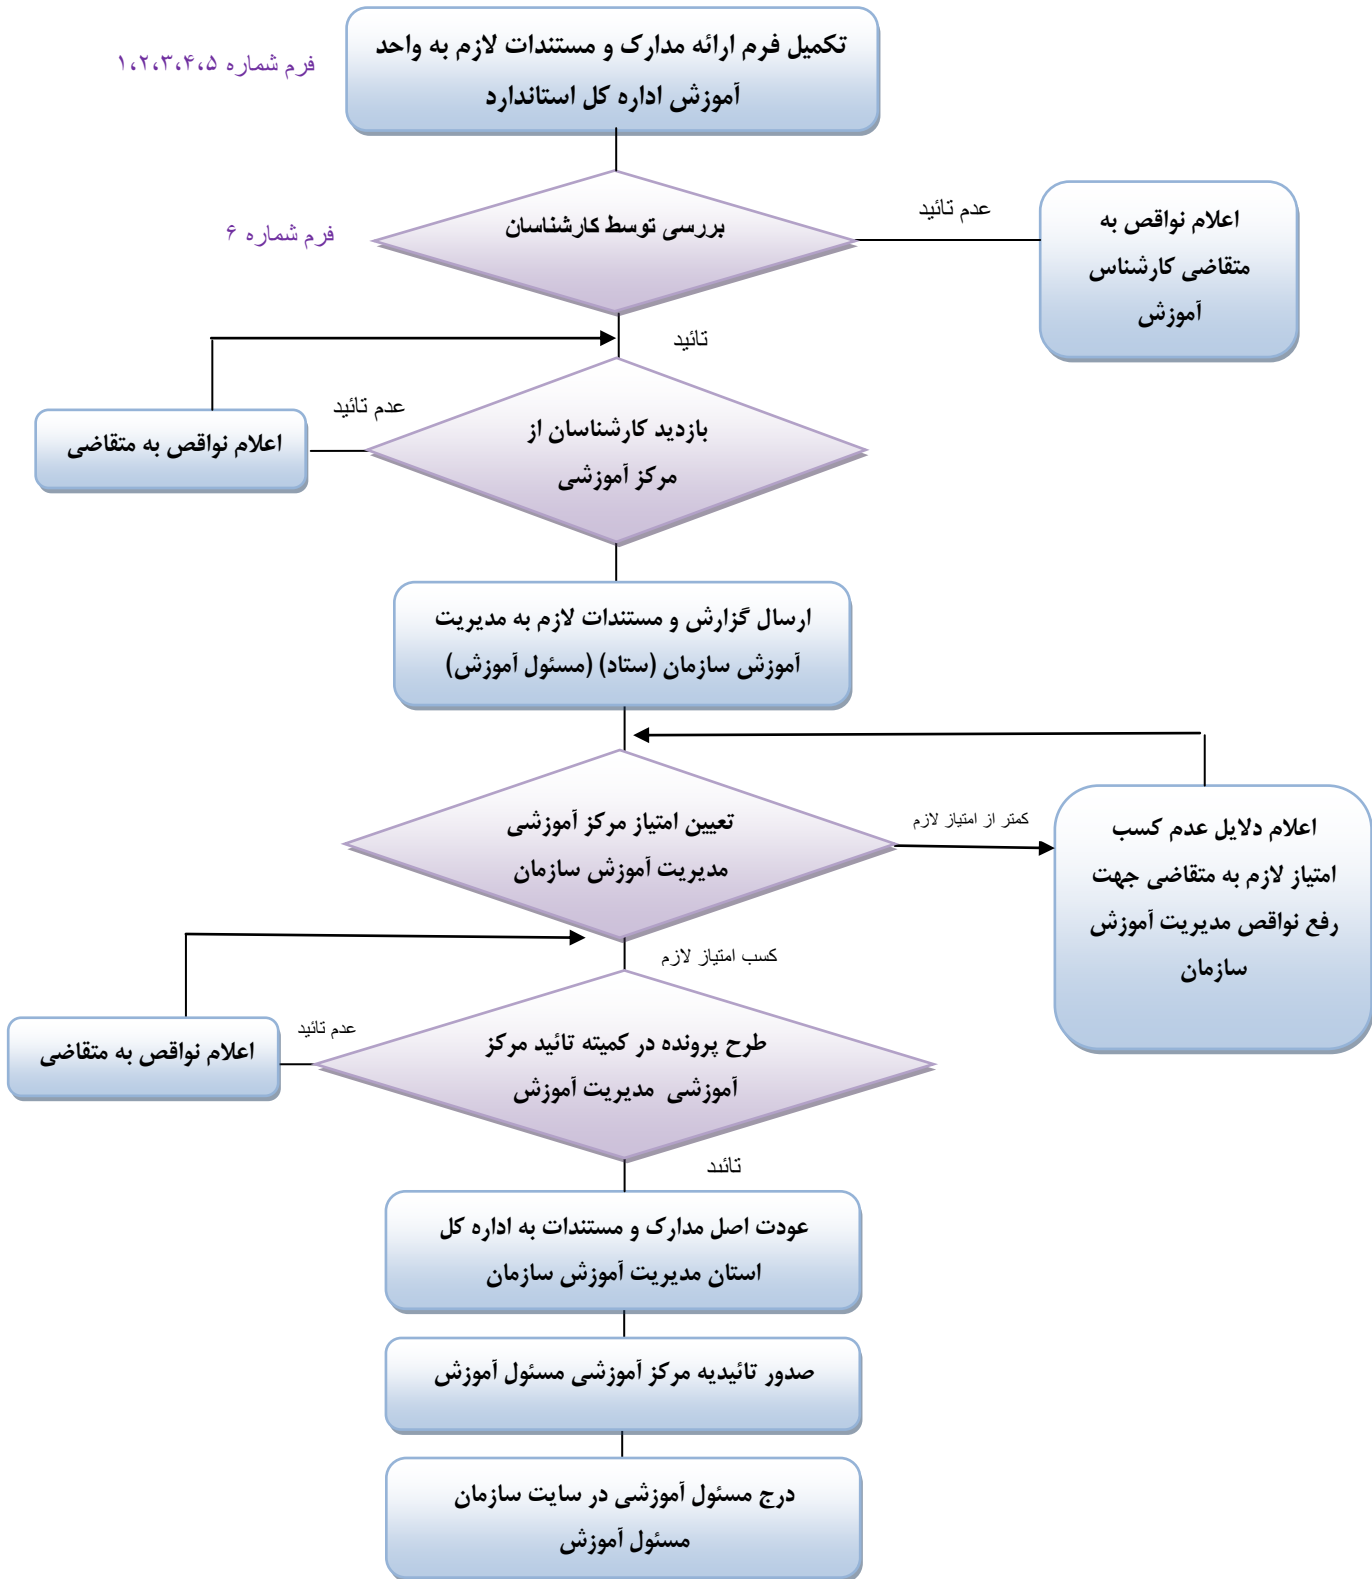 تکمیل فرم ارائه مدارک و مستندات لازم به واحد
آموزش اداره کل استاندارد
فرم شماره ۱،۲،۳،۴،۵
بررسی توسط کارشناسان
فرم شماره ۶
عدم تائید
اعلام نواقص به
متقاضی کارشناس
آموزش
تائید
بازدید کارشناسان از
مرکز آموزشی
عدم تائید
اعلام نواقص به متقاضی
ارسال گزارش و مستندات لازم به مدیریت
آموزش سازمان (ستاد) (مسئول آموزش)
تعیین امتیاز مرکز آموزشی
مدیریت آموزش سازمان
کمتر از امتیاز لازم
اعلام دلایل عدم کسب
امتیاز لازم به متقاضی جهت
رفع نواقص مدیریت آموزش
سازمان
کسب امتیاز لازم
طرح پرونده در کمیته تائید مرکز
آموزشی مدیریت آموزش
عدم تائید
اعلام نواقص به متقاضی
تائید
عودت اصل مدارک و مستندات به اداره کل
استان مدیریت آموزش سازمان
صدور تائیدیه مرکز آموزشی مسئول آموزش
درج مسئول آموزشی در سایت سازمان
مسئول آموزش